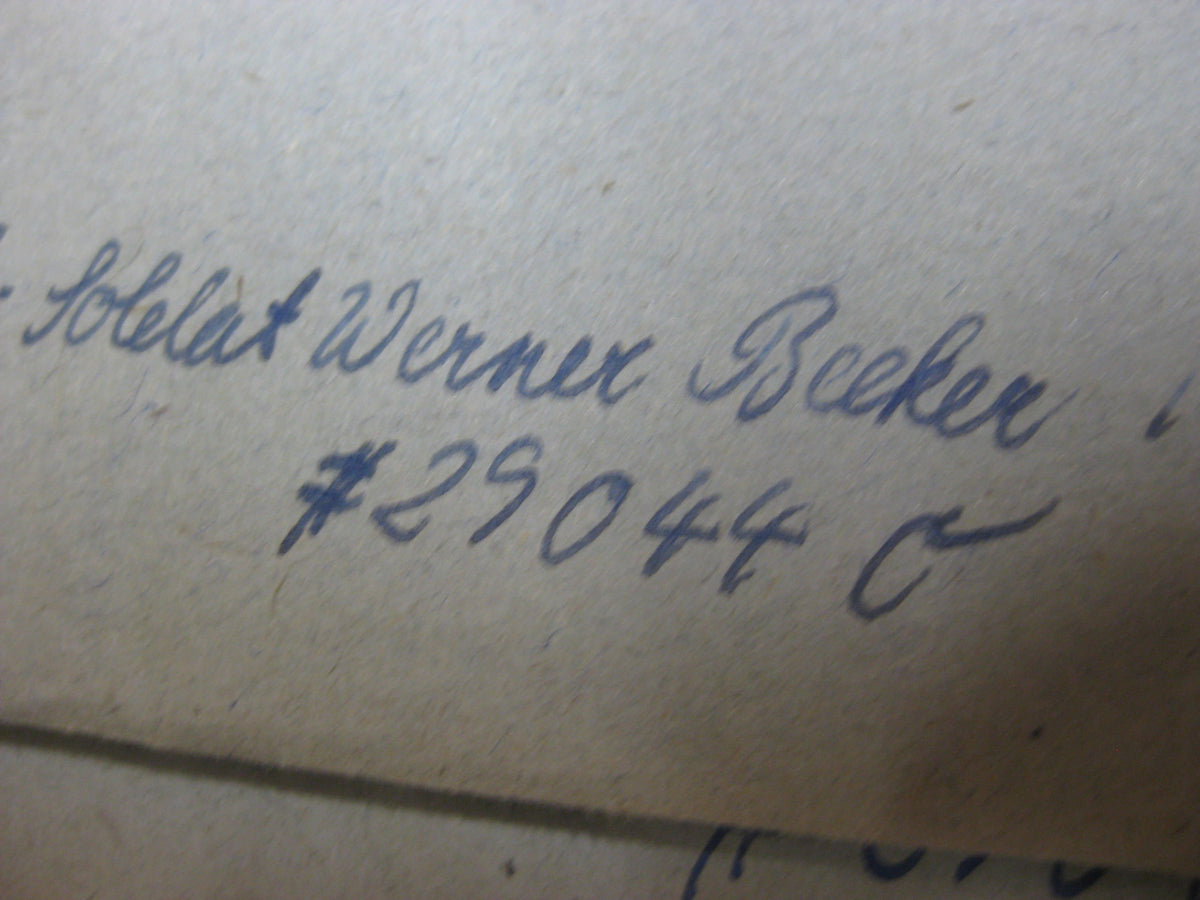 Soldat Werner Becker !
# 29044 C